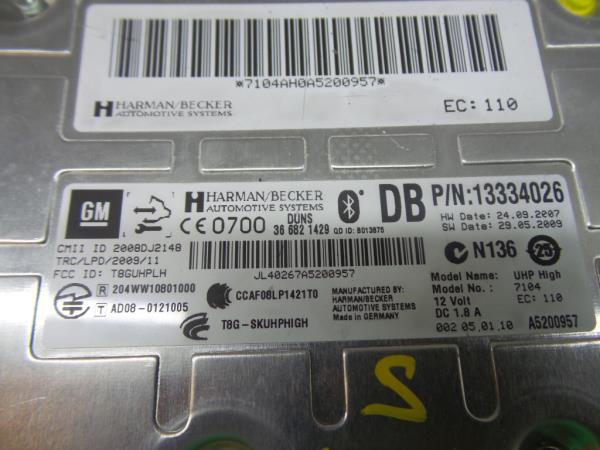 *7104AH0A5200957*
HARMAN/BECKER
AUTOMOTIVE SYSTEMS
EC: 110
GM
HARMAN/BECKER
AUTOMOTIVE SYSTEMS
DB
P/N:13334026
CE 0700
DUNS
36 682 1429
QD ID: B013875
HW Date: 24.09.2007
SW Date: 29.05.2009
CMII ID 2008DJ2148
TRC/LPD/2009/11
FCC ID: T8GUHPLH
JL40267A5200957
N136
25
R 204WW10801000
T AD08-0121005
CCAF08LP1421T0
T8G-SKUHPHIGH
MANUFACTURED BY:
HARMAN/BECKER
AUTOMOTIVE SYSTEMS
Made in GERMANY
Model Name: UHP High
Model No.: 7104
12 Volt EC: 110
DC 1.8 A
002 05.01.10 A5200957
S